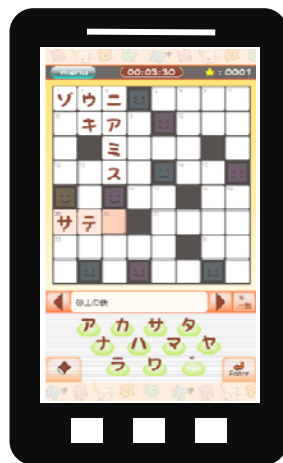 menu 00:03:30 ★:0001
ゾウニ
キア
ミ
ス
サテ
砂上の鉄
アカサタ
ナハマヤ
ラワ゛
Enter